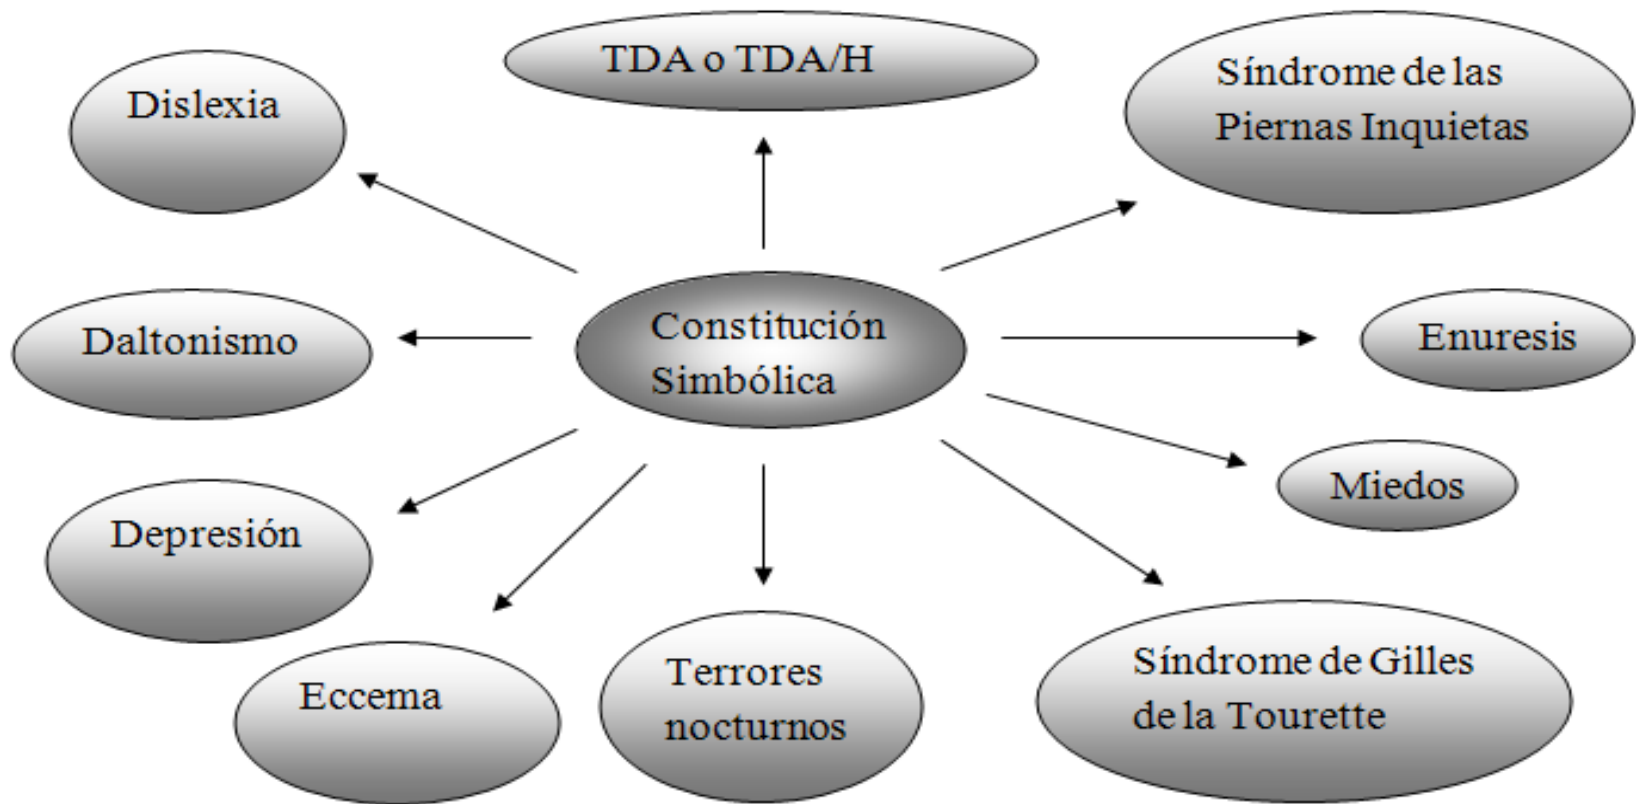 TDA o TDA/H
Síndrome de las
Piernas Inquietas
Dislexia
Constitución
Simbólica
Daltonismo
Enuresis
Miedos
Depresión
Eccema
Terrores
nocturnos
Síndrome de Gilles
de la Tourette